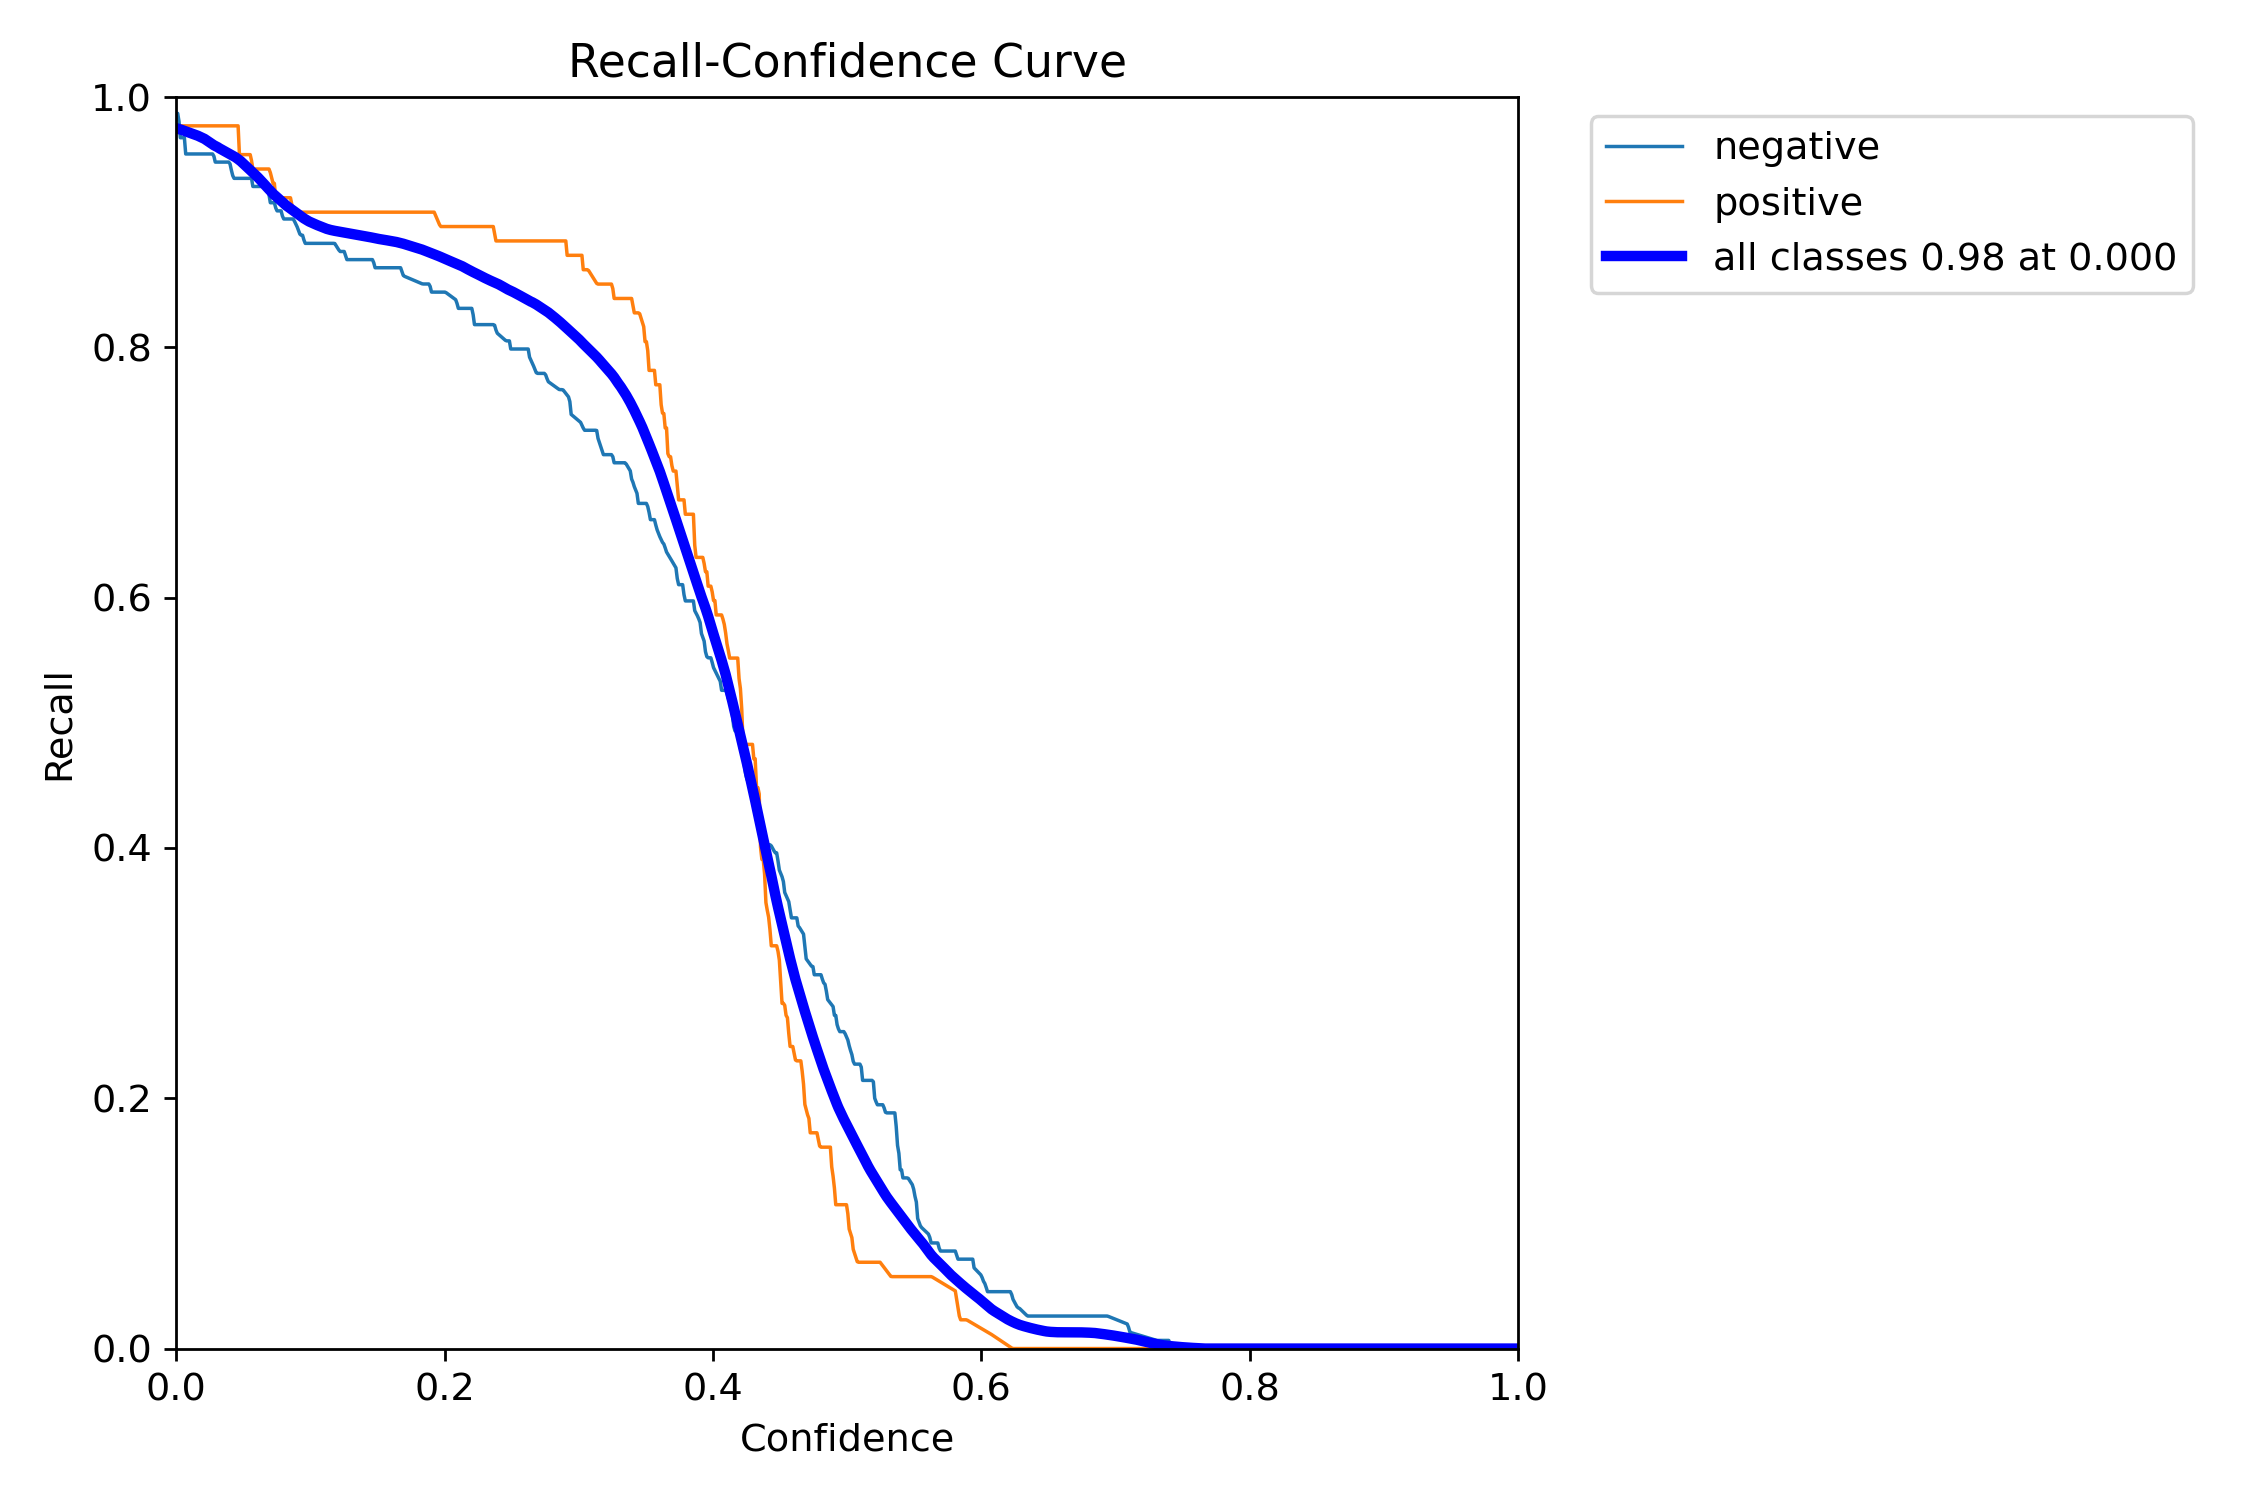 Recall-Confidence Curve
1.0
0.8
0.6
0.4
0.2
0.0
Recall
0.0 0.2 0.4 0.6 0.8 1.0
Confidence
negative
positive
all classes 0.98 at 0.000